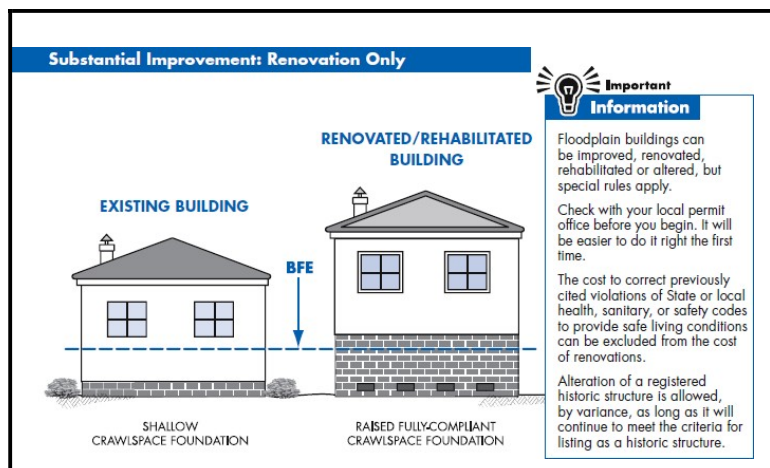 Substantial Improvement: Renovation Only
RENOVATED/REHABILITATED
BUILDING
EXISTING BUILDING
BFE
SHALLOW
CRAWLSPACE FOUNDATION
RAISED FULLY-COMPLIANT
CRAWLSPACE FOUNDATION
Important
Information
Floodplain buildings can
be improved, renovated,
rehabilitated or altered, but
special rules apply.
Check with your local permit
office before you begin. It will
be easier to do it right the first
time.
The cost to correct previously
cited violations of State or local
health, sanitary, or safety codes
to provide safe living conditions
can be excluded from the cost
of renovations.
Alteration of a registered
historic structure is allowed,
by variance, as long as it will
continue to meet the criteria for
listing as a historic structure.